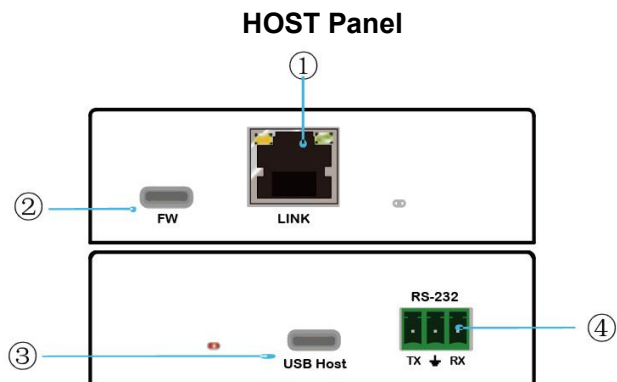 HOST Panel
①
②
FW
LINK
RS-232
③
USB Host
TX ⏚ RX
④